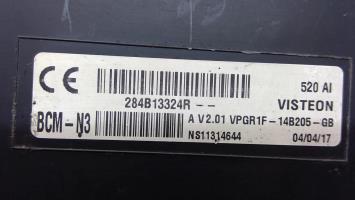 CE 520 AI
284B13324R -- VISTEON
BCM-N3 A V2.01 VPGR1F-14B205-GB
NS11314644 04/04/17